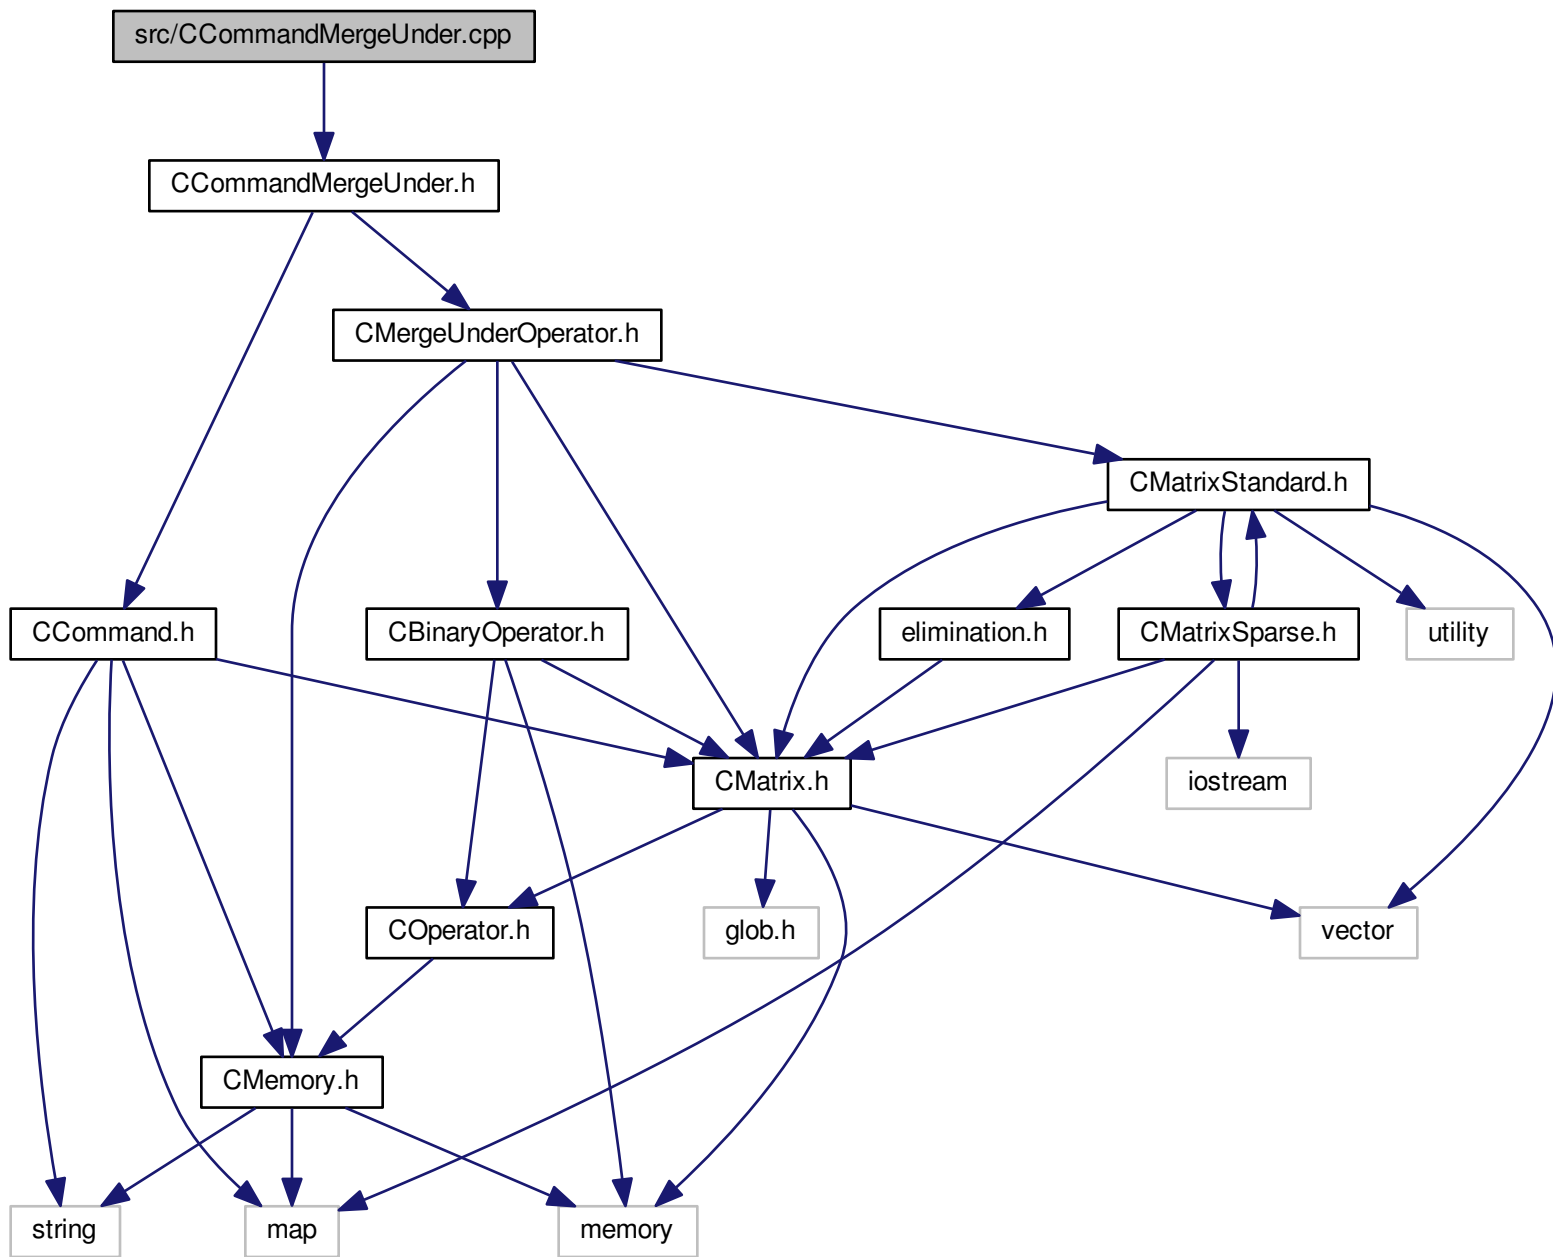 src/CCommandMergeUnder.cpp
CCommandMergeUnder.h
CMergeUnderOperator.h
CMatrixStandard.h
CCommand.h
CBinaryOperator.h
elimination.h
CMatrixSparse.h
utility
CMatrix.h
iostream
COperator.h
glob.h
vector
CMemory.h
string
map
memory